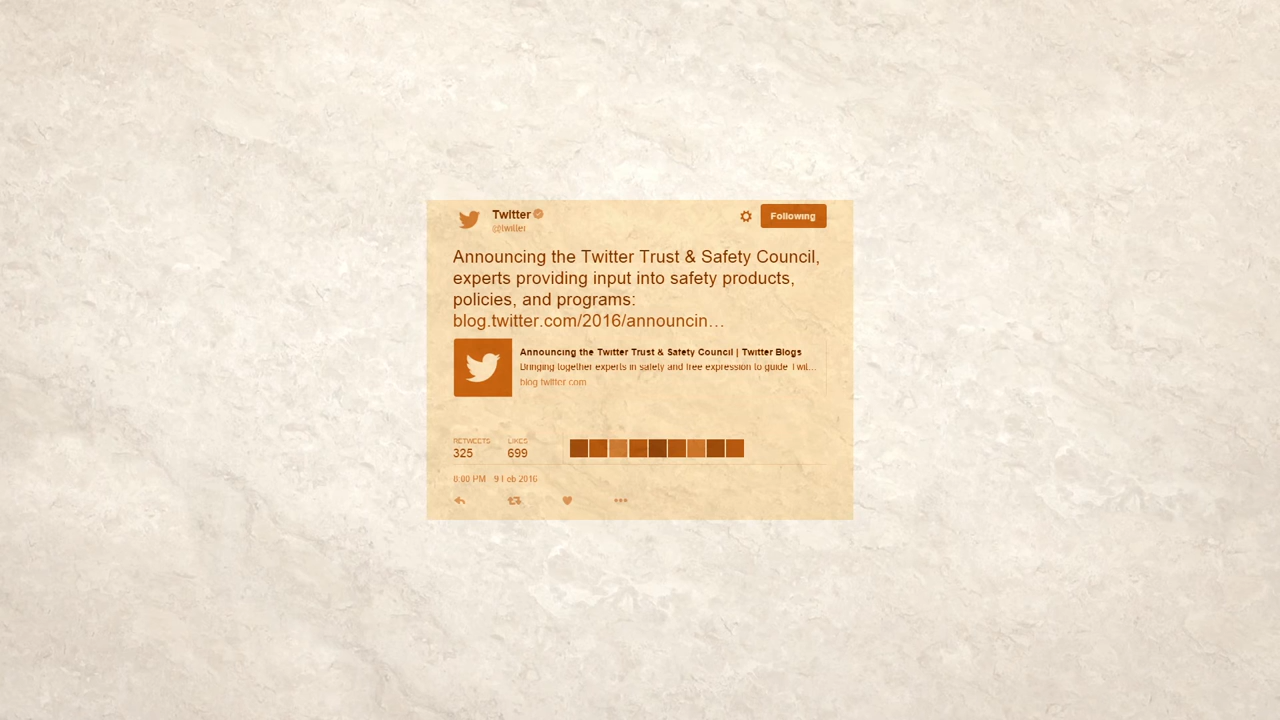 Twitter
@twitter
Following
Announcing the Twitter Trust & Safety Council,
experts providing input into safety products,
policies, and programs:
blog.twitter.com/2016/announcin…
Announcing the Twitter Trust & Safety Council | Twitter Blogs
Bringing together experts in safety and free expression to guide Twit...
blog.twitter.com
RETWEETS LIKES
325 699
8:00 PM 9 Feb 2016